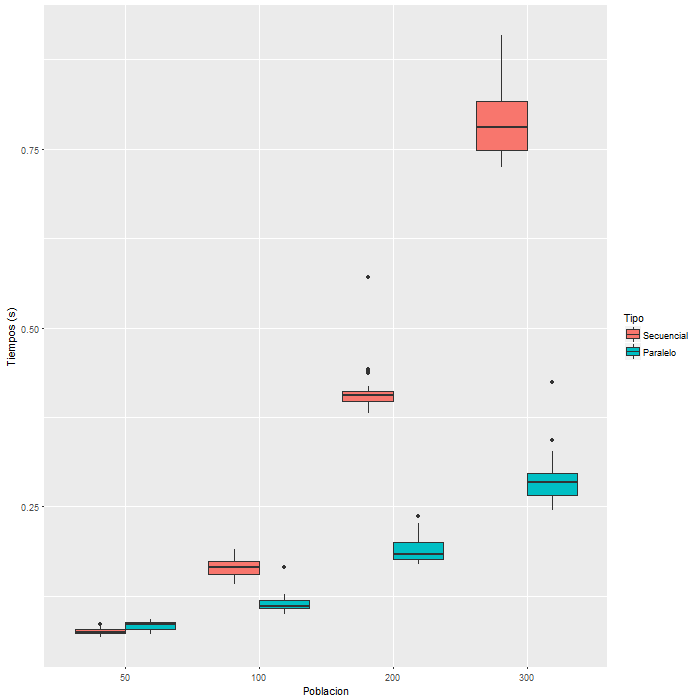 Tiempos (s)
0.75
0.50
0.25
50 100 200 300
Poblacion
Tipo
Secuencial
Paralelo